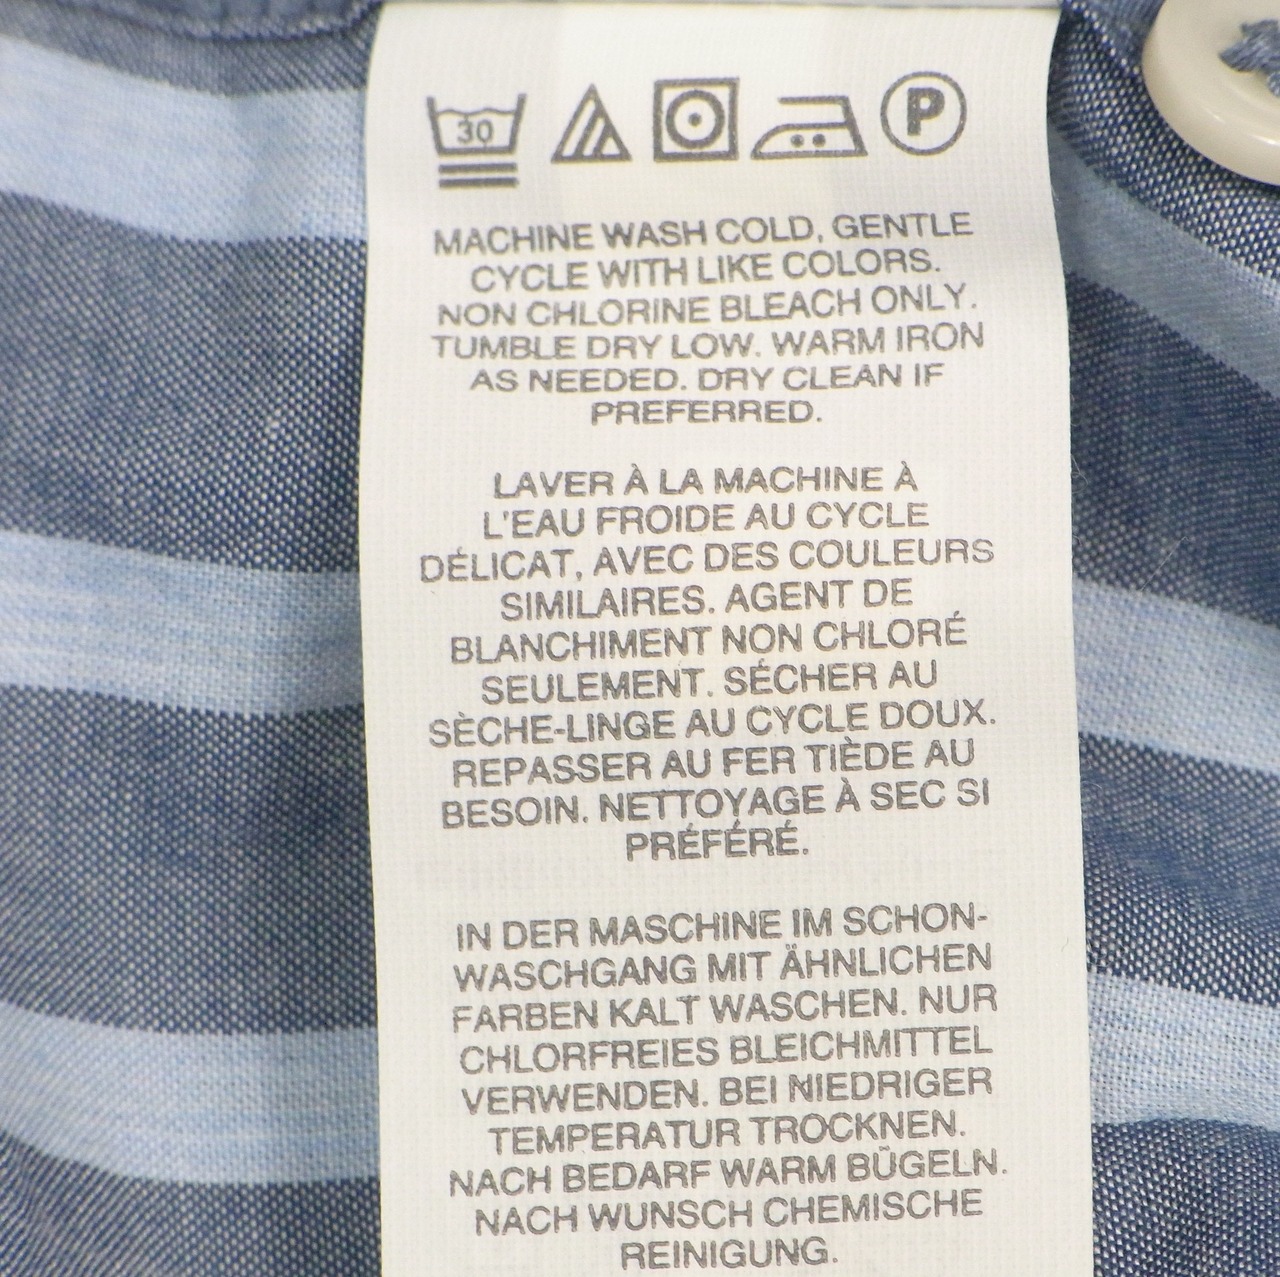 30
P
MACHINE WASH COLD, GENTLE
CYCLE WITH LIKE COLORS.
NON CHLORINE BLEACH ONLY.
TUMBLE DRY LOW. WARM IRON
AS NEEDED. DRY CLEAN IF
PREFERRED.
LAVER À LA MACHINE À
L'EAU FROIDE AU CYCLE
DÉLICAT, AVEC DES COULEURS
SIMILAIRES. AGENT DE
BLANCHIMENT NON CHLORÉ
SEULEMENT. SÉCHER AU
SÈCHE-LINGE AU CYCLE DOUX.
REPASSER AU FER TIÈDE AU
BESOIN. NETTOYAGE À SEC SI
PRÉFÉRÉ.
IN DER MASCHINE IM SCHON-
WASCHGANG MIT ÄHNLICHEN
FARBEN KALT WASCHEN. NUR
CHLORFREIES BLEICHMITTEL
VERWENDEN. BEI NIEDRIGER
TEMPERATUR TROCKNEN.
NACH BEDARF WARM BÜGELN.
NACH WUNSCH CHEMISCHE
REINIGUNG.